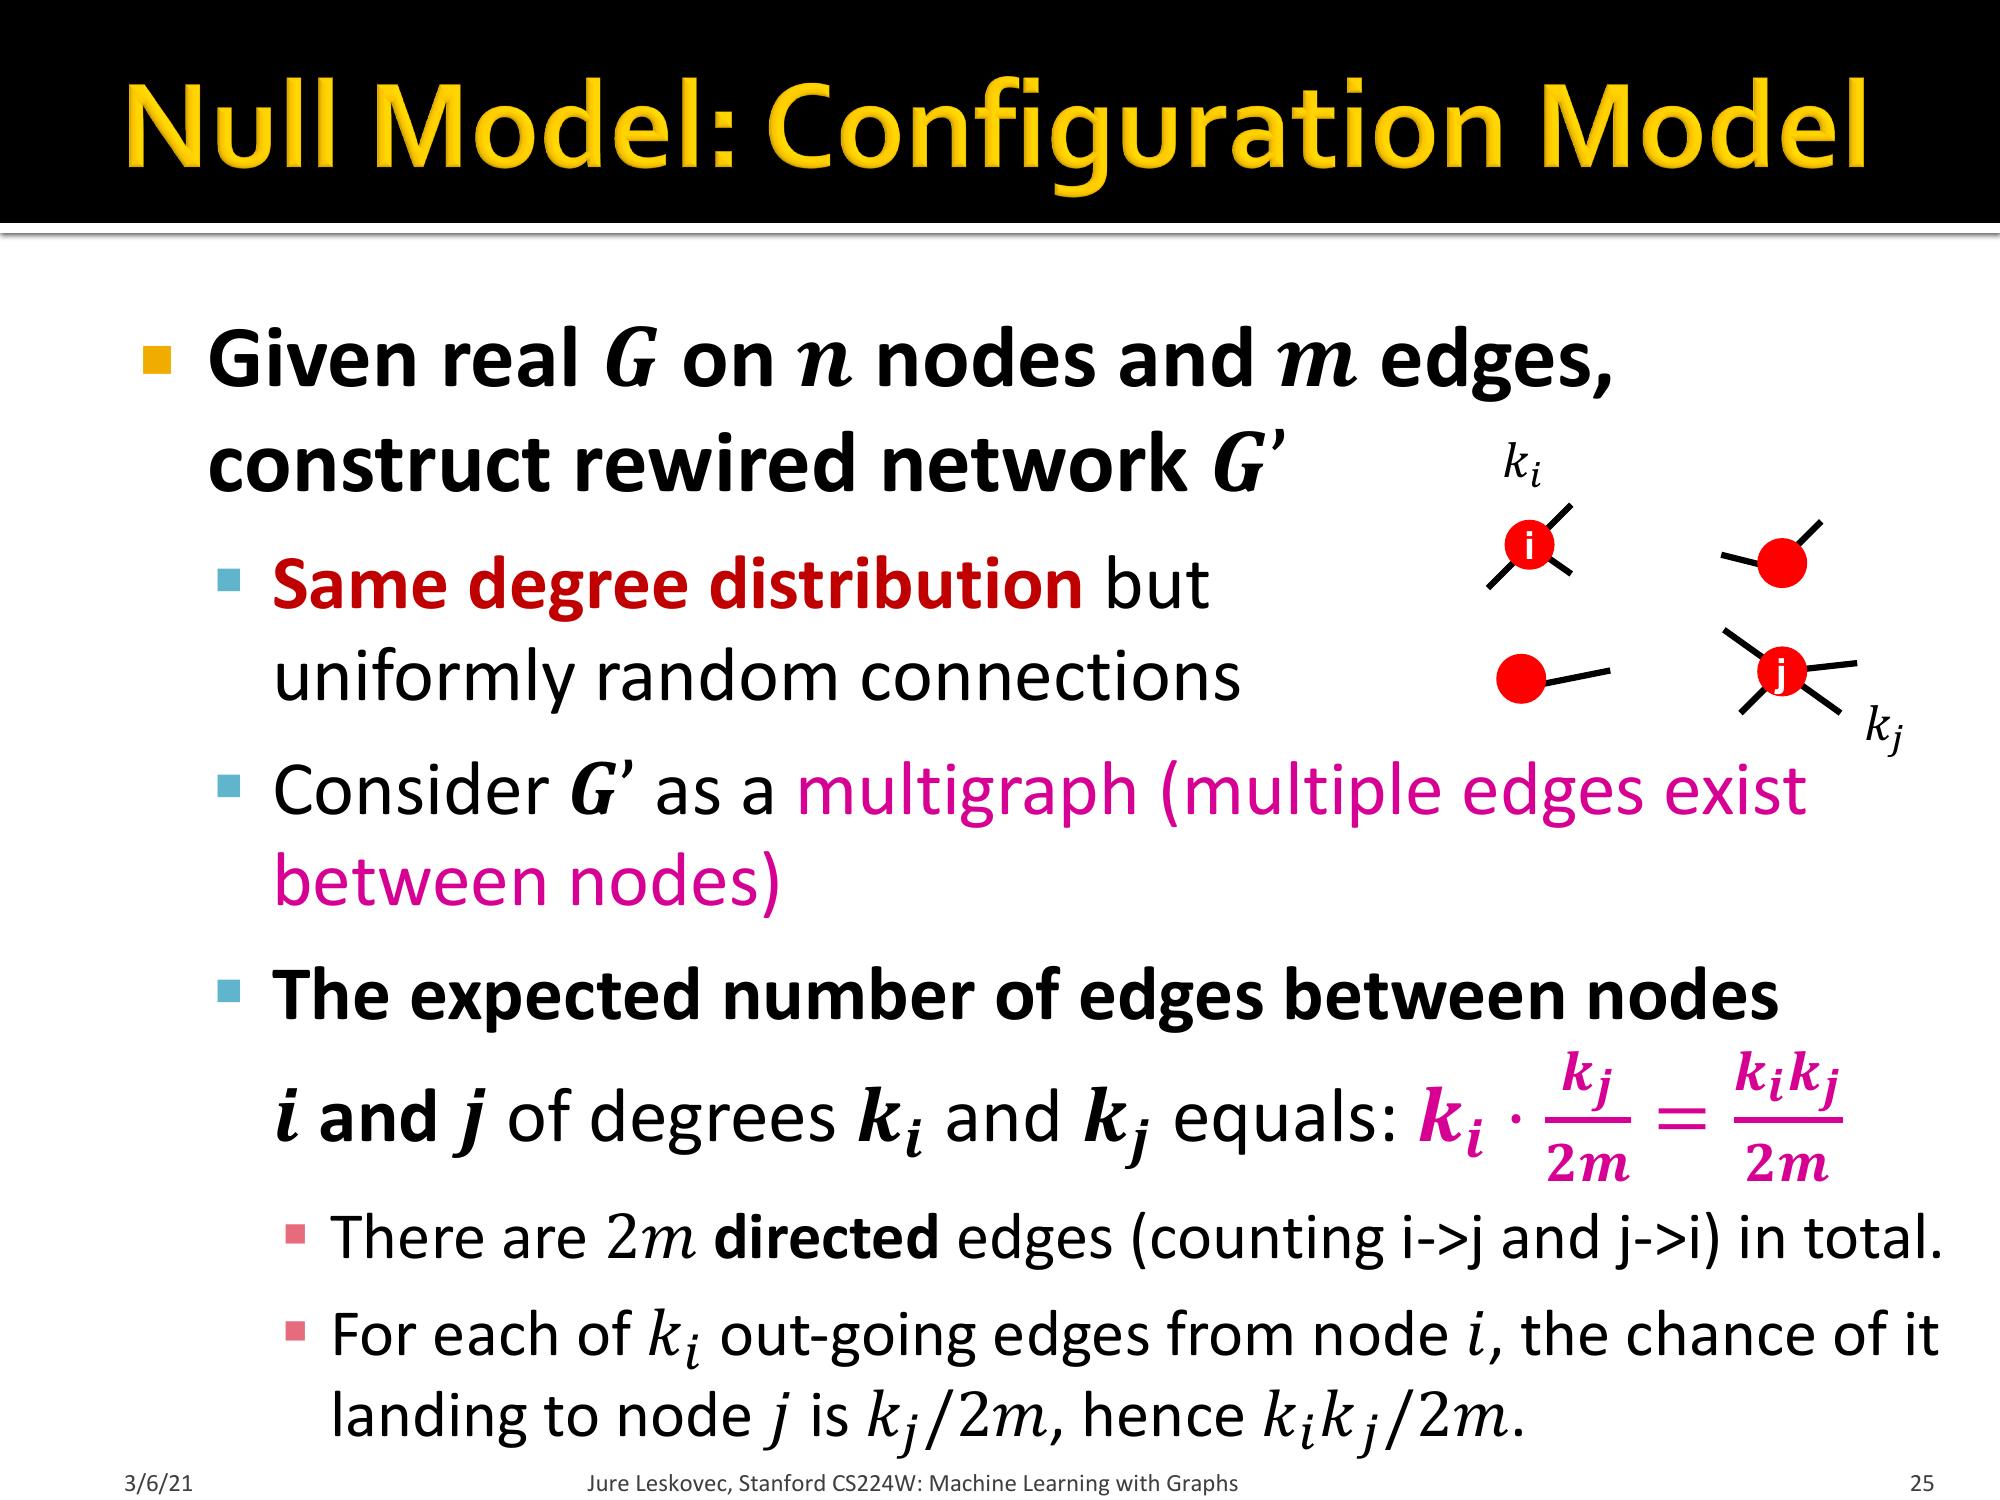 Null Model: Configuration Model
Given real G on n nodes and m edges,
construct rewired network G’
k_i
i
Same degree distribution but
uniformly random connections
j
k_j
Consider G’ as a multigraph (multiple edges exist
between nodes)
The expected number of edges between nodes
i and j of degrees k_i and k_j equals: k_i · k_j/2m = k_i k_j/2m
There are 2m directed edges (counting i->j and j->i) in total.
For each of k_i out-going edges from node i, the chance of it
landing to node j is k_j/2m, hence k_i k_j/2m.
3/6/21
Jure Leskovec, Stanford CS224W: Machine Learning with Graphs
25